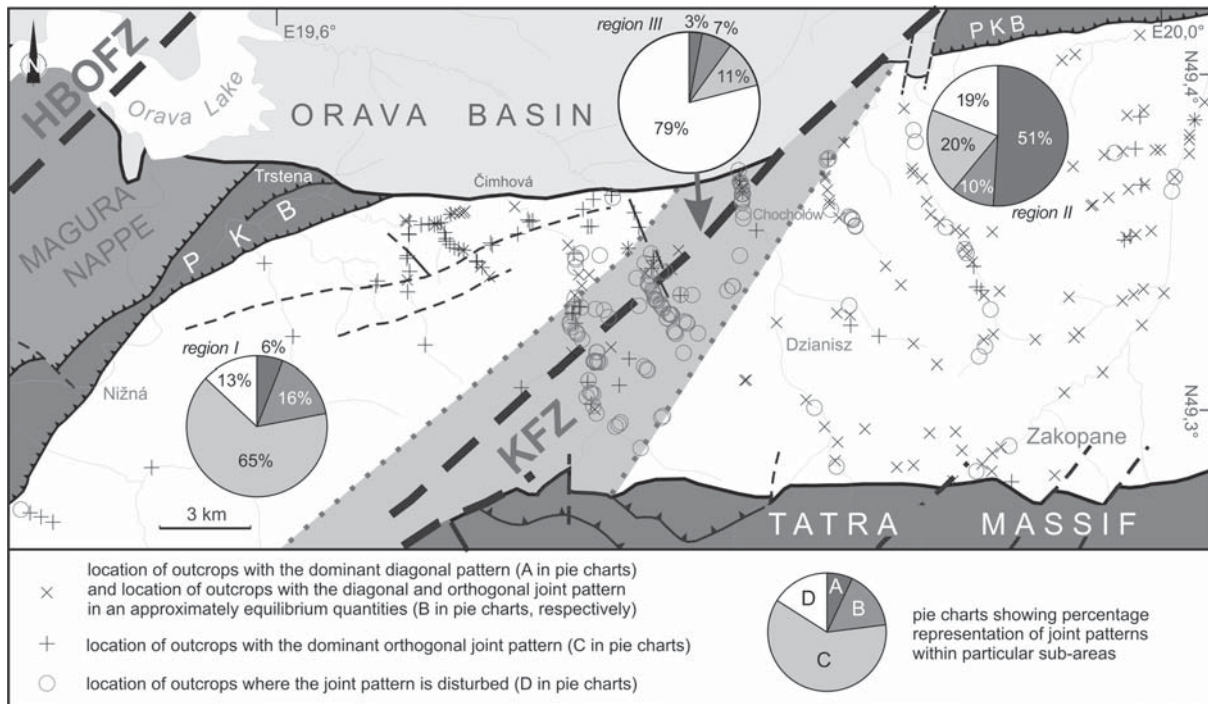 HBOFZ
N
Orava Lake
E19,6°
ORAVA BASIN
region III
3%
7%
11%
79%
PKB
E20,0°
N49,4°
19%
20%
51%
10%
region II
MAGURA
NAPPE
Trstena
P K B
Čimhová
Chochołów
region I
6%
13%
16%
65%
Nižná
Dzianisz
KFZ
N49,3°
Zakopane
3 km
TATRA MASSIF
location of outcrops with the dominant diagonal pattern (A in pie charts)
and location of outcrops with the diagonal and orthogonal joint pattern
in an approximately equilibrium quantities (B in pie charts, respectively)
location of outcrops with the dominant orthogonal joint pattern (C in pie charts)
location of outcrops where the joint pattern is disturbed (D in pie charts)
A
B
C
D
pie charts showing percentage
representation of joint patterns
within particular sub-areas